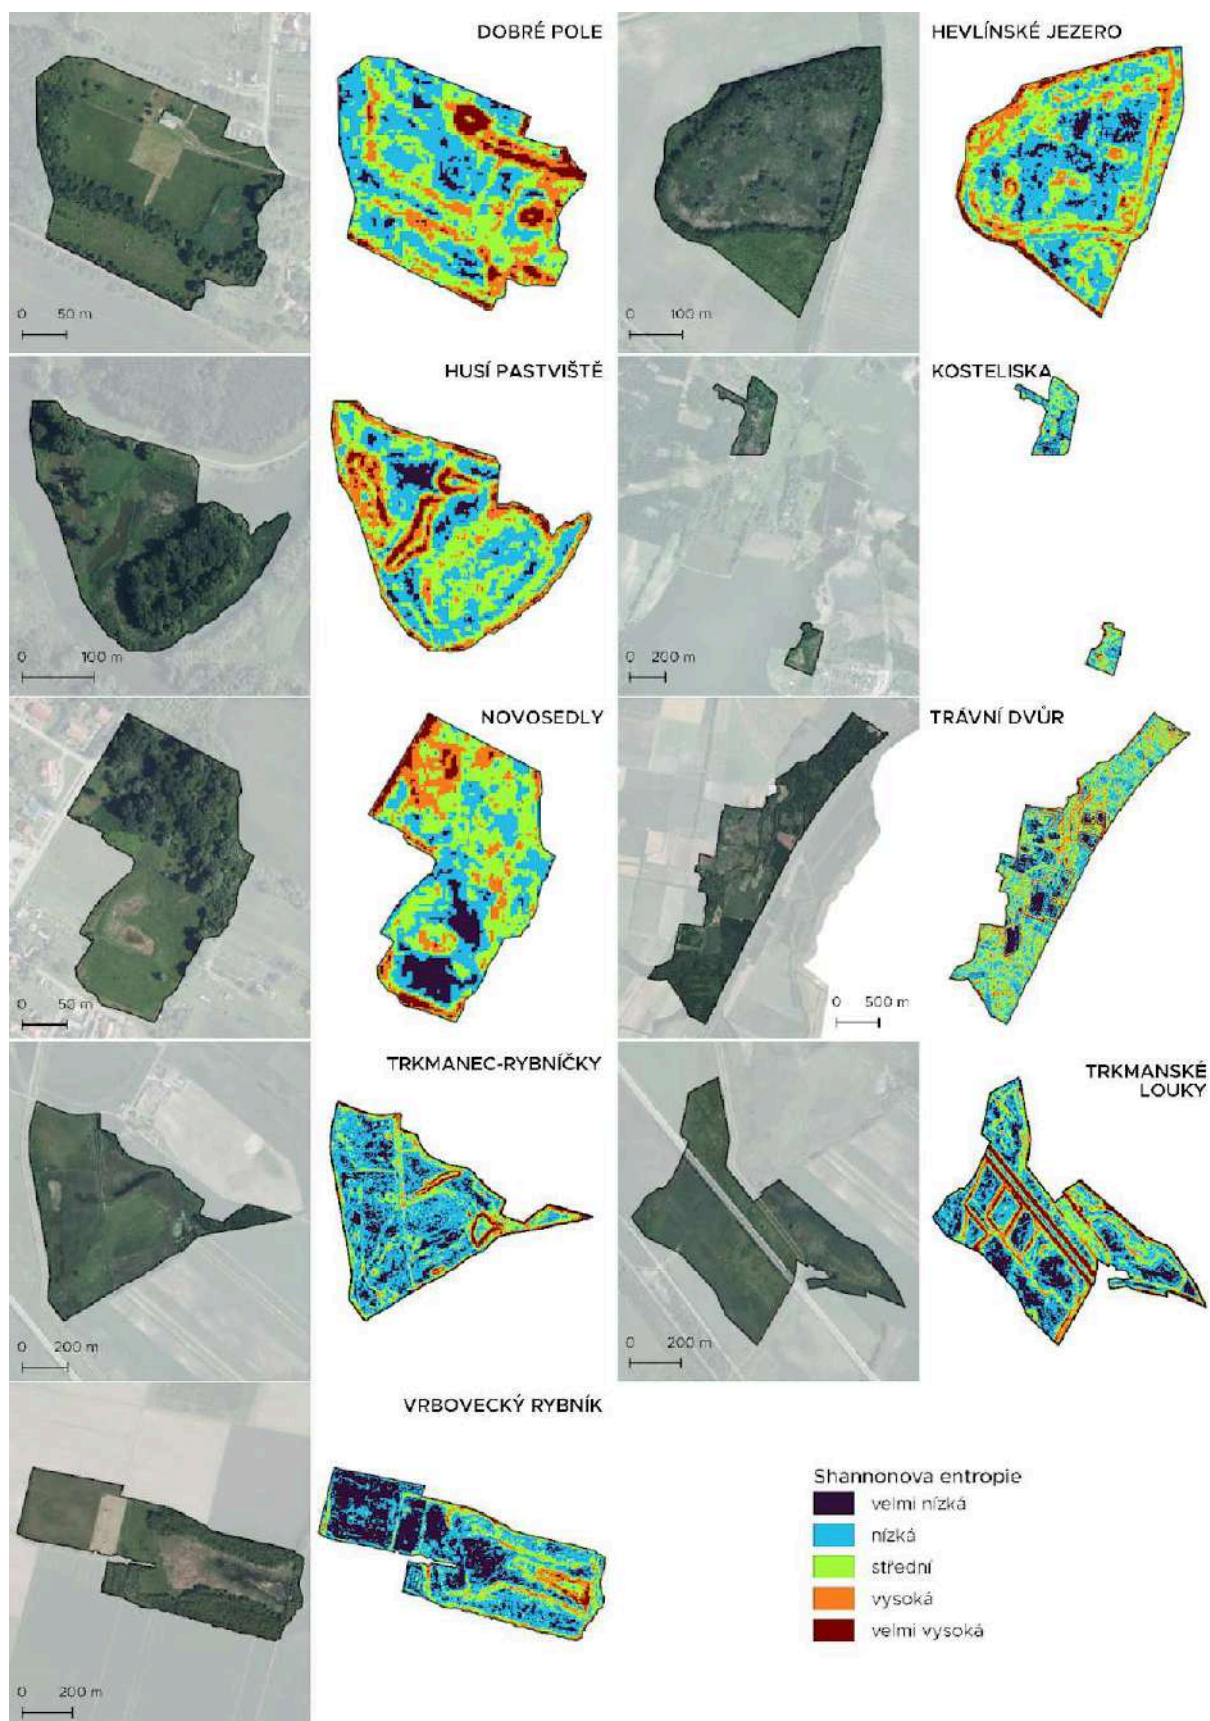 DOBRÉ POLE
0 50 m
HEVLÍNSKÉ JEZERO
0 100 m
HUSÍ PASTVIŠTĚ
0 100 m
KOSTELISKA
0 200 m
NOVOSEDLY
0 50 m
TRÁVNÍ DVŮR
0 500 m
TRKMANEC-RYBNÍČKY
0 200 m
TRKMANSKÉ
LOUKY
0 200 m
VRBOVECKÝ RYBNÍK
0 200 m
Shannonova entropie
velmi nízká
nízká
střední
vysoká
velmi vysoká